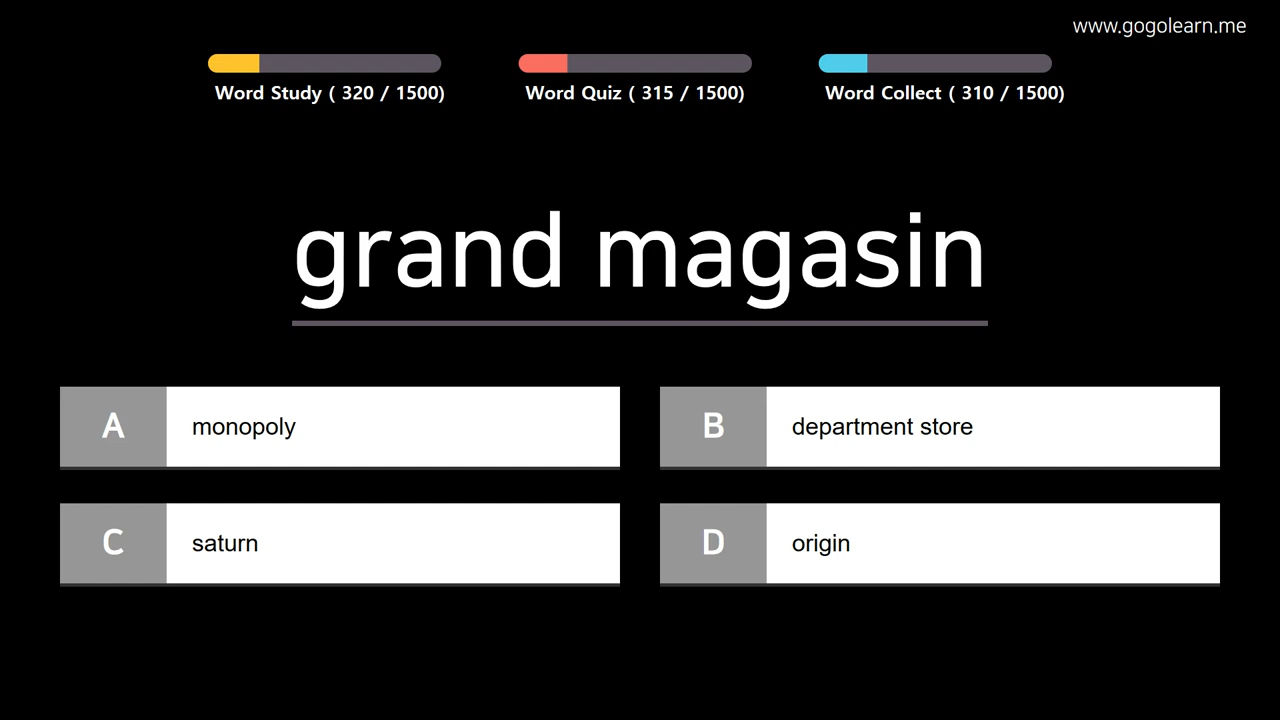 www.gogolearn.me
Word Study ( 320 / 1500)
Word Quiz ( 315 / 1500)
Word Collect ( 310 / 1500)
grand magasin
A monopoly
B department store
C saturn
D origin